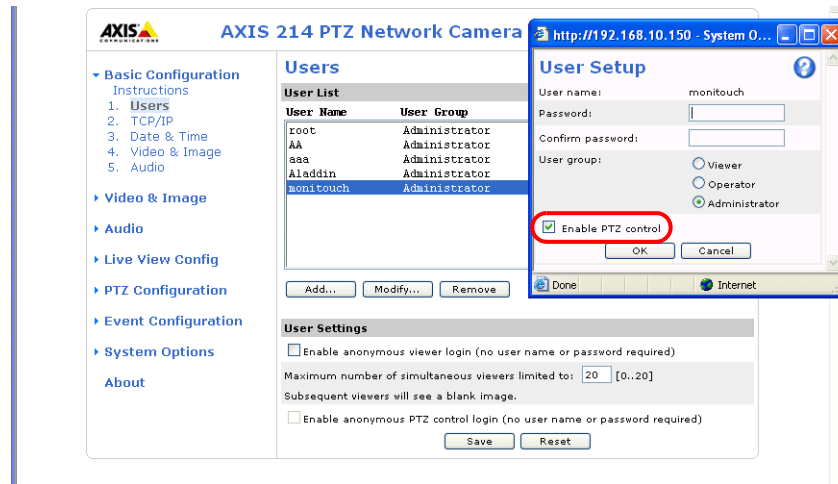 AXIS
COMMUNICATIONS
AXIS 214 PTZ Network Camera
Basic Configuration
Instructions
1. Users
2. TCP/IP
3. Date & Time
4. Video & Image
5. Audio
Video & Image
Audio
Live View Config
PTZ Configuration
Event Configuration
System Options
About
Users
User List
User Name User Group
root Administrator
AA Administrator
aaa Administrator
Aladdin Administrator
monitouch Administrator
Add... Modify... Remove
User Settings
Enable anonymous viewer login (no user name or password required)
Maximum number of simultaneous viewers limited to: 20 [0..20]
Subsequent viewers will see a blank image.
Enable anonymous PTZ control login (no user name or password required)
Save Reset
http://192.168.10.150 - System O...
User Setup
?
User name: monitouch
Password:
Confirm password:
User group: Viewer
Operator
Administrator
Enable PTZ control
OK Cancel
Done Internet